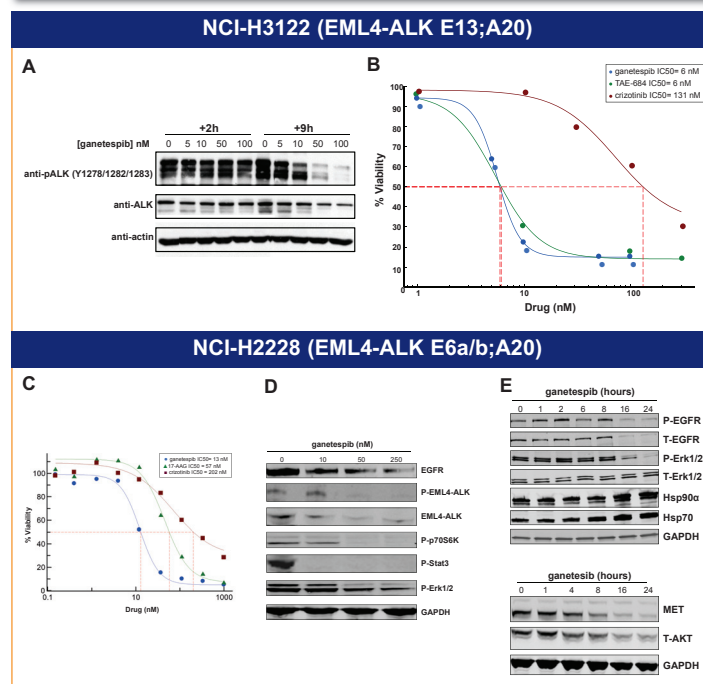 NCI-H3122 (EML4-ALK E13;A20)
A
+2h +9h
[ganetespib] nM 0 5 10 50 100 0 5 10 50 100
anti-pALK (Y1278/1282/1283)
anti-ALK
anti-actin
B
ganetespib IC50= 6 nM
TAE-684 IC50= 6 nM
crizotinib IC50= 131 nM
% Viability
100
90
80
70
60
50
40
30
20
10
0
1 10 100
Drug (nM)
NCI-H2228 (EML4-ALK E6a/b;A20)
C
ganetespib IC50= 13 nM
17-AAG IC50 = 57 nM
crizotinib IC50 = 202 nM
% Viability
100
80
60
40
20
0
0.1 10 1000
Drug (nM)
D
ganetespib (nM)
0 10 50 250
EGFR
P-EML4-ALK
EML4-ALK
P-p70S6K
P-Stat3
P-Erk1/2
GAPDH
E
ganetespib (hours)
0 1 2 6 8 16 24
P-EGFR
T-EGFR
P-Erk1/2
T-Erk1/2
Hsp90α
Hsp70
GAPDH
ganetesib (hours)
0 1 4 8 16 24
MET
T-AKT
GAPDH